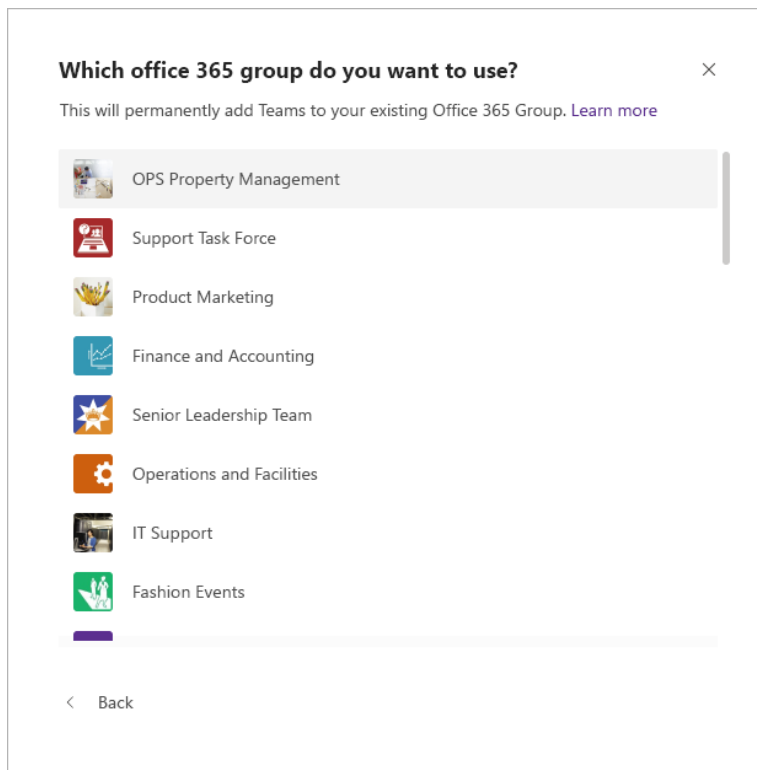 Which office 365 group do you want to use?
This will permanently add Teams to your existing Office 365 Group. Learn more
OPS Property Management
Support Task Force
Product Marketing
Finance and Accounting
Senior Leadership Team
Operations and Facilities
IT Support
Fashion Events
Back